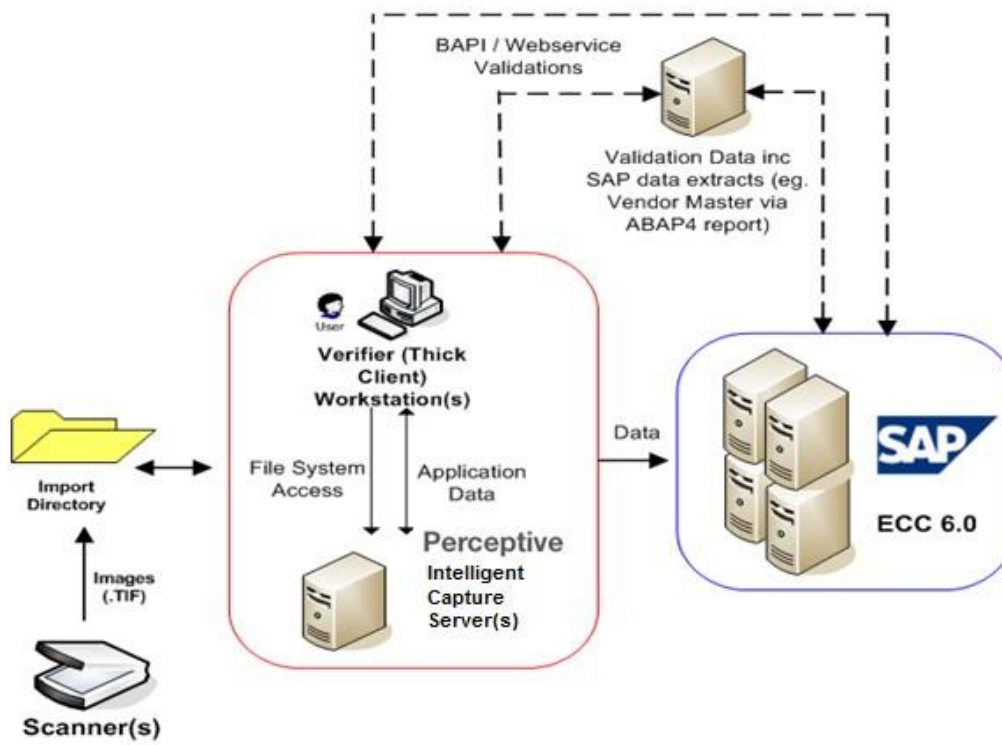 BAPI / Webservice
Validations
Validation Data inc
SAP data extracts (eg.
Vendor Master via
ABAP4 report)
User
Verifier (Thick
Client)
Workstation(s)
File System
Access
Application
Data
Perceptive
Intelligent
Capture
Server(s)
Data
SAP
ECC 6.0
Import
Directory
Images
(.TIF)
Scanner(s)